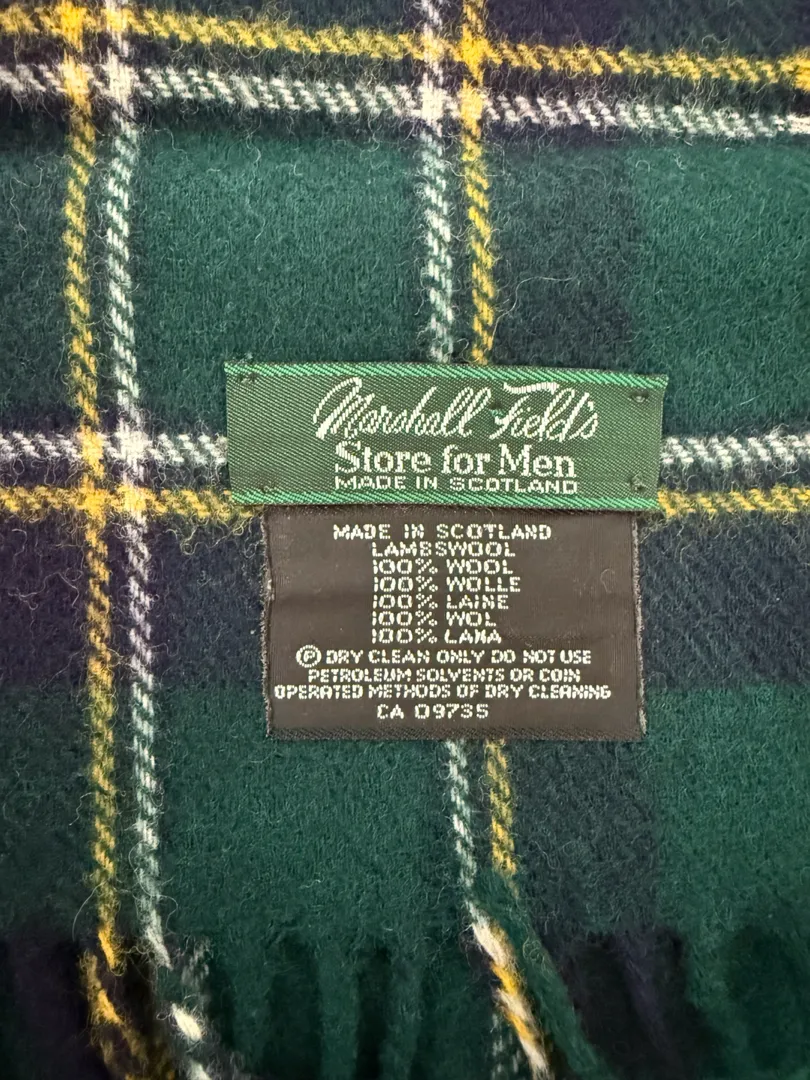 Marshall Field's
Store for Men
MADE IN SCOTLAND
MADE IN SCOTLAND
LAMBSWOOL
100% WOOL
100% WOLLE
100% LAINE
100% WOL
100% LANA
Ⓟ DRY CLEAN ONLY DO NOT USE
PETROLEUM SOLVENTS OR COIN
OPERATED METHODS OF DRY CLEANING
CA 09735